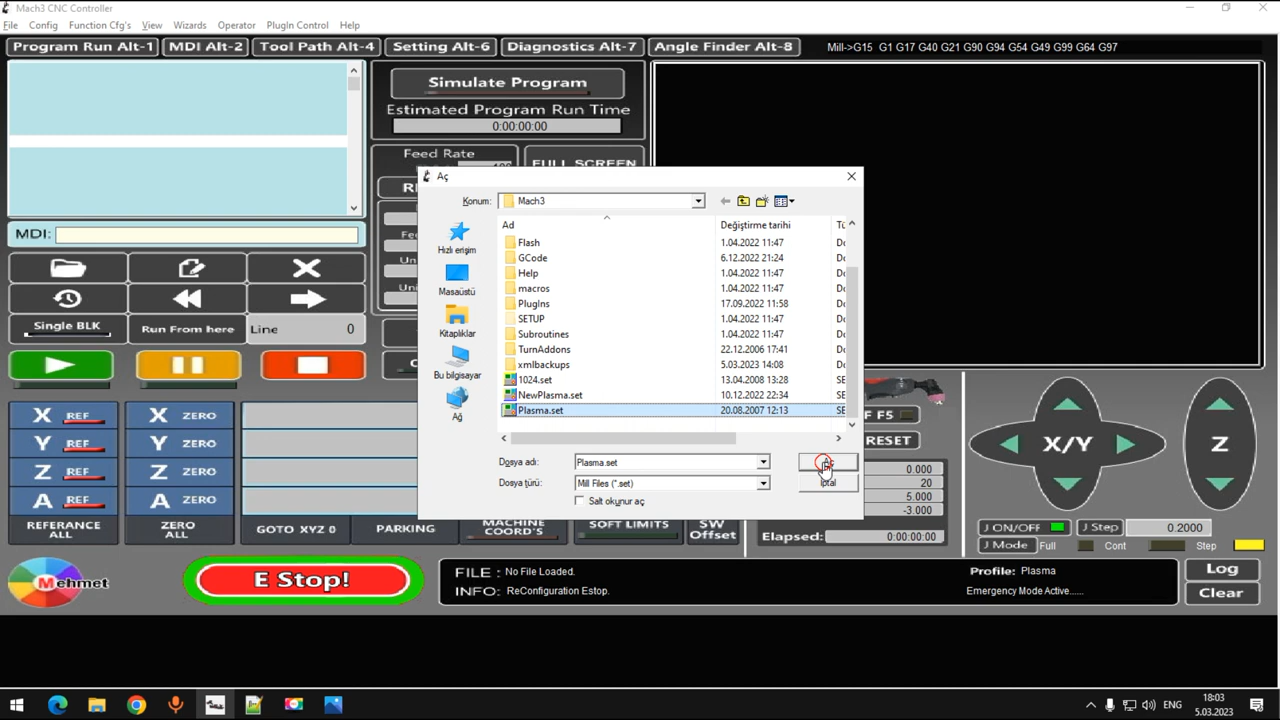 Mach3 CNC Controller
File Config Function Cfg's View Wizards Operator PlugIn Control Help
Program Run Alt-1 MDI Alt-2 Tool Path Alt-4 Setting Alt-6 Diagnostics Alt-7 Angle Finder Alt-8 Mill->G15 G1 G17 G40 G21 G90 G94 G54 G49 G99 G64 G97
Simulate Program
Estimated Program Run Time
0:00:00:00
Feed Rate
FULL SCREEN
Aç
Konum: Mach3
Ad Değiştirme tarihi Tü
Flash 1.04.2022 11:47
GCode 6.12.2022 21:24
Help 1.04.2022 11:47
macros 1.04.2022 11:47
PlugIns 17.09.2022 11:58
SETUP 1.04.2022 11:47
Subroutines 1.04.2022 11:47
TurnAddons 22.12.2006 17:41
xmlbackups 5.03.2023 14:08
1024.set 13.04.2008 13:28 SE
NewPlasma.set 10.12.2022 22:34 SE
Plasma.set 20.08.2007 12:13 SE
Hızlı erişim
Masaüstü
Kitaplıklar
Bu bilgisayar
Ağ
Dosya adı: Plasma.set
Dosya türü: Mill Files (*.set) İptal
Salt okunur aç
MDI:
Single BLK Run From here Line 0
X REF X ZERO
Y REF Y ZERO
Z REF Z ZERO
A REF A ZERO
REFERANCE ALL
ZERO ALL
GOTO XYZ 0
PARKING
MACHINE COORD'S
SOFT LIMITS
SW Offset
F5
RESET
0.000
20
5.000
-3.000
Elapsed: 0:00:00:00
X/Y Z
J ON/OFF J Step 0.2000
J Mode Full Cont Step
Mehmet
E Stop!
FILE : No File Loaded.
INFO: ReConfiguration Estop.
Profile: Plasma
Emergency Mode Active......
Log
Clear
ENG
18:03
5.03.2023